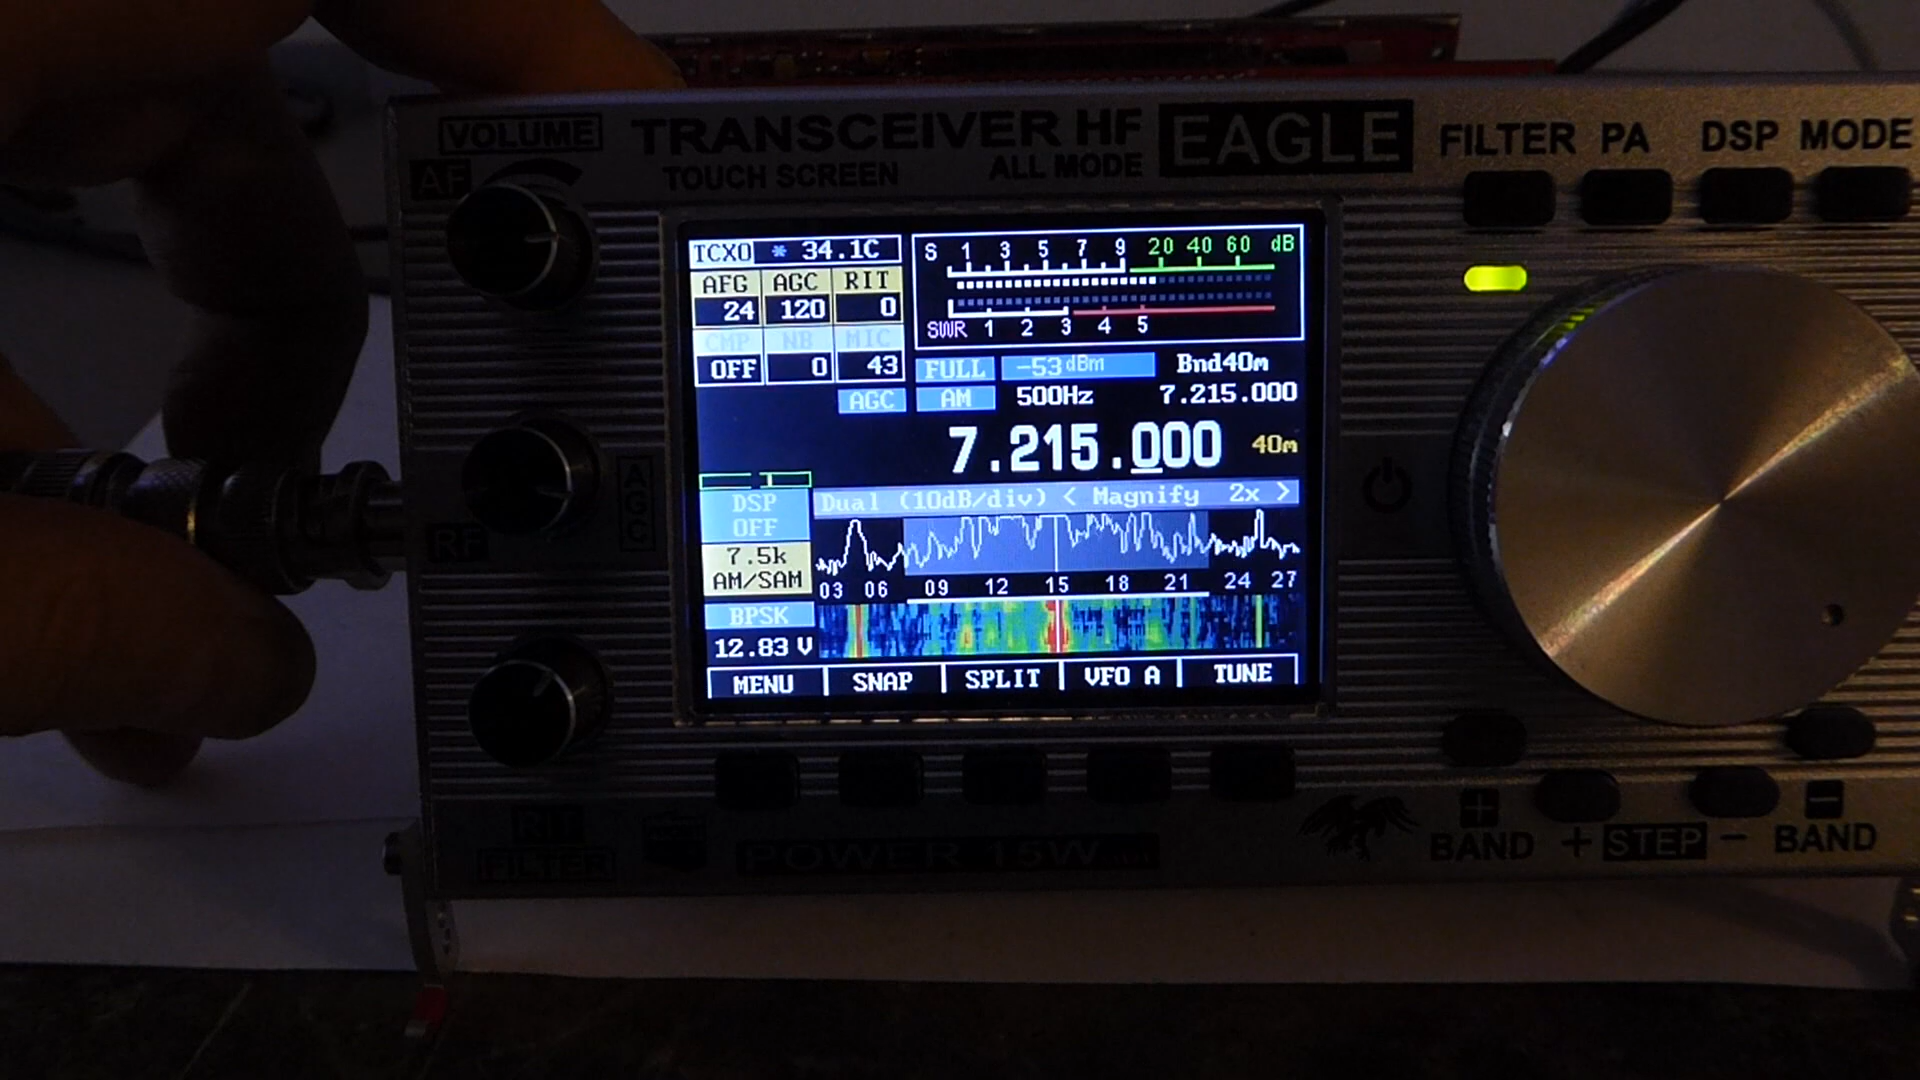 VOLUME
TRANSCEIVER HF EAGLE
TOUCH SCREEN ALL MODE
FILTER PA DSP MODE
AF
TCXO * 34.1C
AFG AGC RIT
24 120 0
CMP NB MIC
OFF 0 43
AGC
S 1 3 5 7 9 20 40 60 dB
SWR 1 2 3 4 5
FULL -53 dBm Bnd40m
AM 500Hz 7.215.000
7.215.000 40m
Dual (10dB/div) < Magnify 2x >
DSP
OFF
7.5k
AM/SAM
BPSK
12.83 V
03 06 09 12 15 18 21 24 27
MENU SNAP SPLIT VFO A TUNE
AGC
RF
RIT
FILTER
POWER 15W
+ BAND + STEP - - BAND